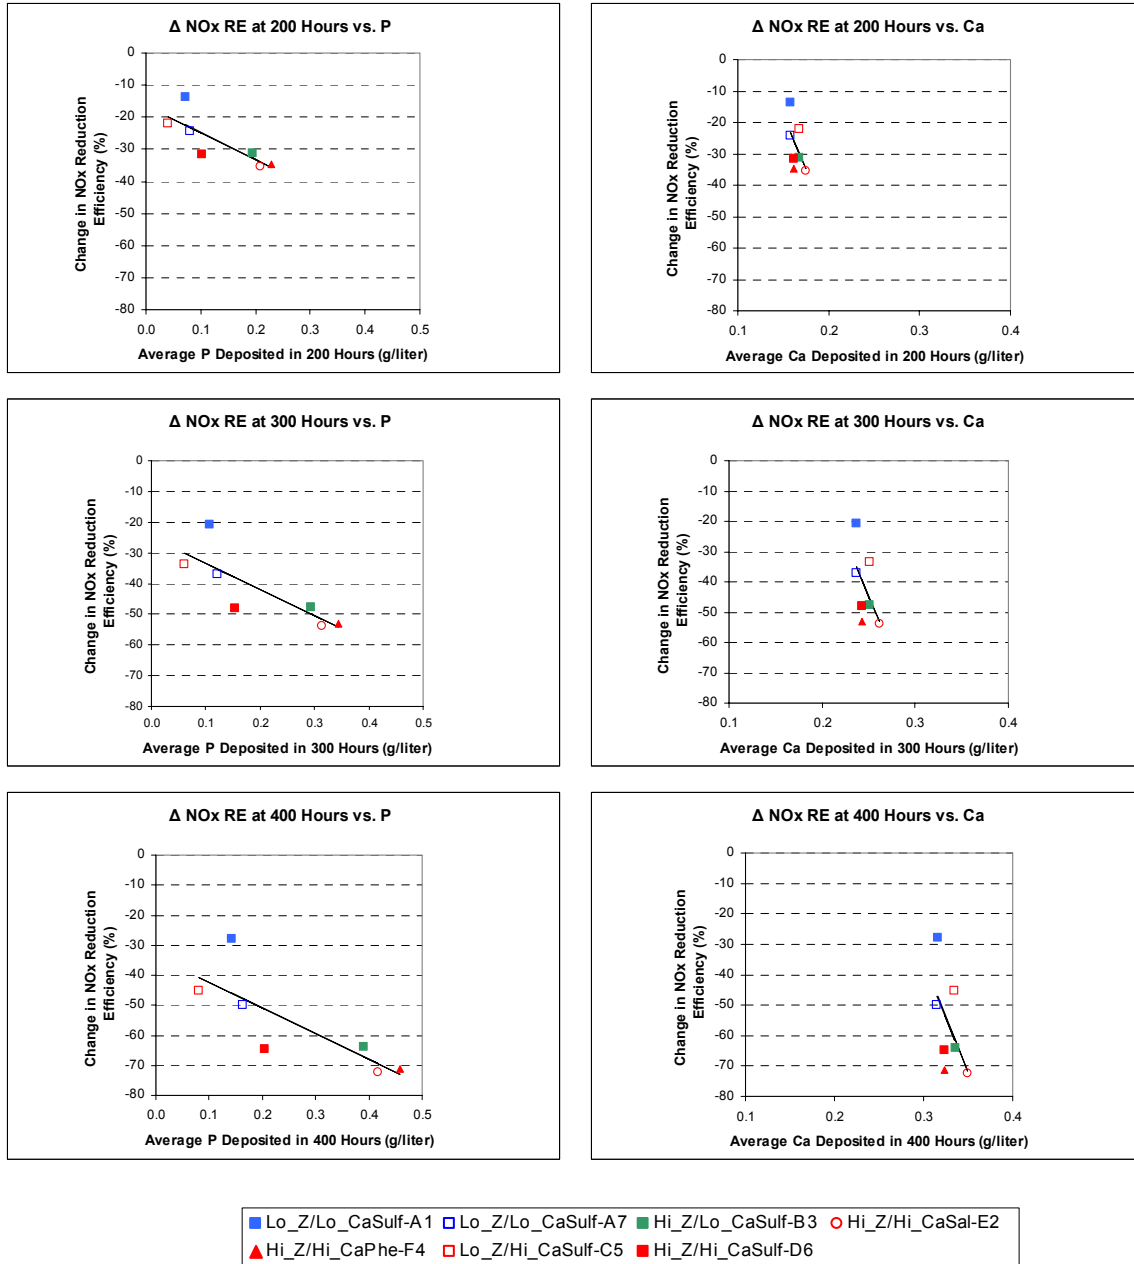 Δ NOx RE at 200 Hours vs. P
Change in NOx Reduction
Efficiency (%)
0
-10
-20
-30
-40
-50
-60
-70
-80
0.0 0.1 0.2 0.3 0.4 0.5
Average P Deposited in 200 Hours (g/liter)
Δ NOx RE at 200 Hours vs. Ca
Change in NOx Reduction
Efficiency (%)
0
-10
-20
-30
-40
-50
-60
-70
-80
0.1 0.2 0.3 0.4
Average Ca Deposited in 200 Hours (g/liter)
Δ NOx RE at 300 Hours vs. P
Change in NOx Reduction
Efficiency (%)
0
-10
-20
-30
-40
-50
-60
-70
-80
0.0 0.1 0.2 0.3 0.4 0.5
Average P Deposited in 300 Hours (g/liter)
Δ NOx RE at 300 Hours vs. Ca
Change in NOx Reduction
Efficiency (%)
0
-10
-20
-30
-40
-50
-60
-70
-80
0.1 0.2 0.3 0.4
Average Ca Deposited in 300 Hours (g/liter)
Δ NOx RE at 400 Hours vs. P
Change in NOx Reduction
Efficiency (%)
0
-10
-20
-30
-40
-50
-60
-70
-80
0.0 0.1 0.2 0.3 0.4 0.5
Average P Deposited in 400 Hours (g/liter)
Δ NOx RE at 400 Hours vs. Ca
Change in NOx Reduction
Efficiency (%)
0
-10
-20
-30
-40
-50
-60
-70
-80
0.1 0.2 0.3 0.4
Average Ca Deposited in 400 Hours (g/liter)
Lo_Z/Lo_CaSulf-A1 Lo_Z/Lo_CaSulf-A7 Hi_Z/Lo_CaSulf-B3 Hi_Z/Hi_CaSal-E2
Hi_Z/Hi_CaPhe-F4 Lo_Z/Hi_CaSulf-C5 Hi_Z/Hi_CaSulf-D6